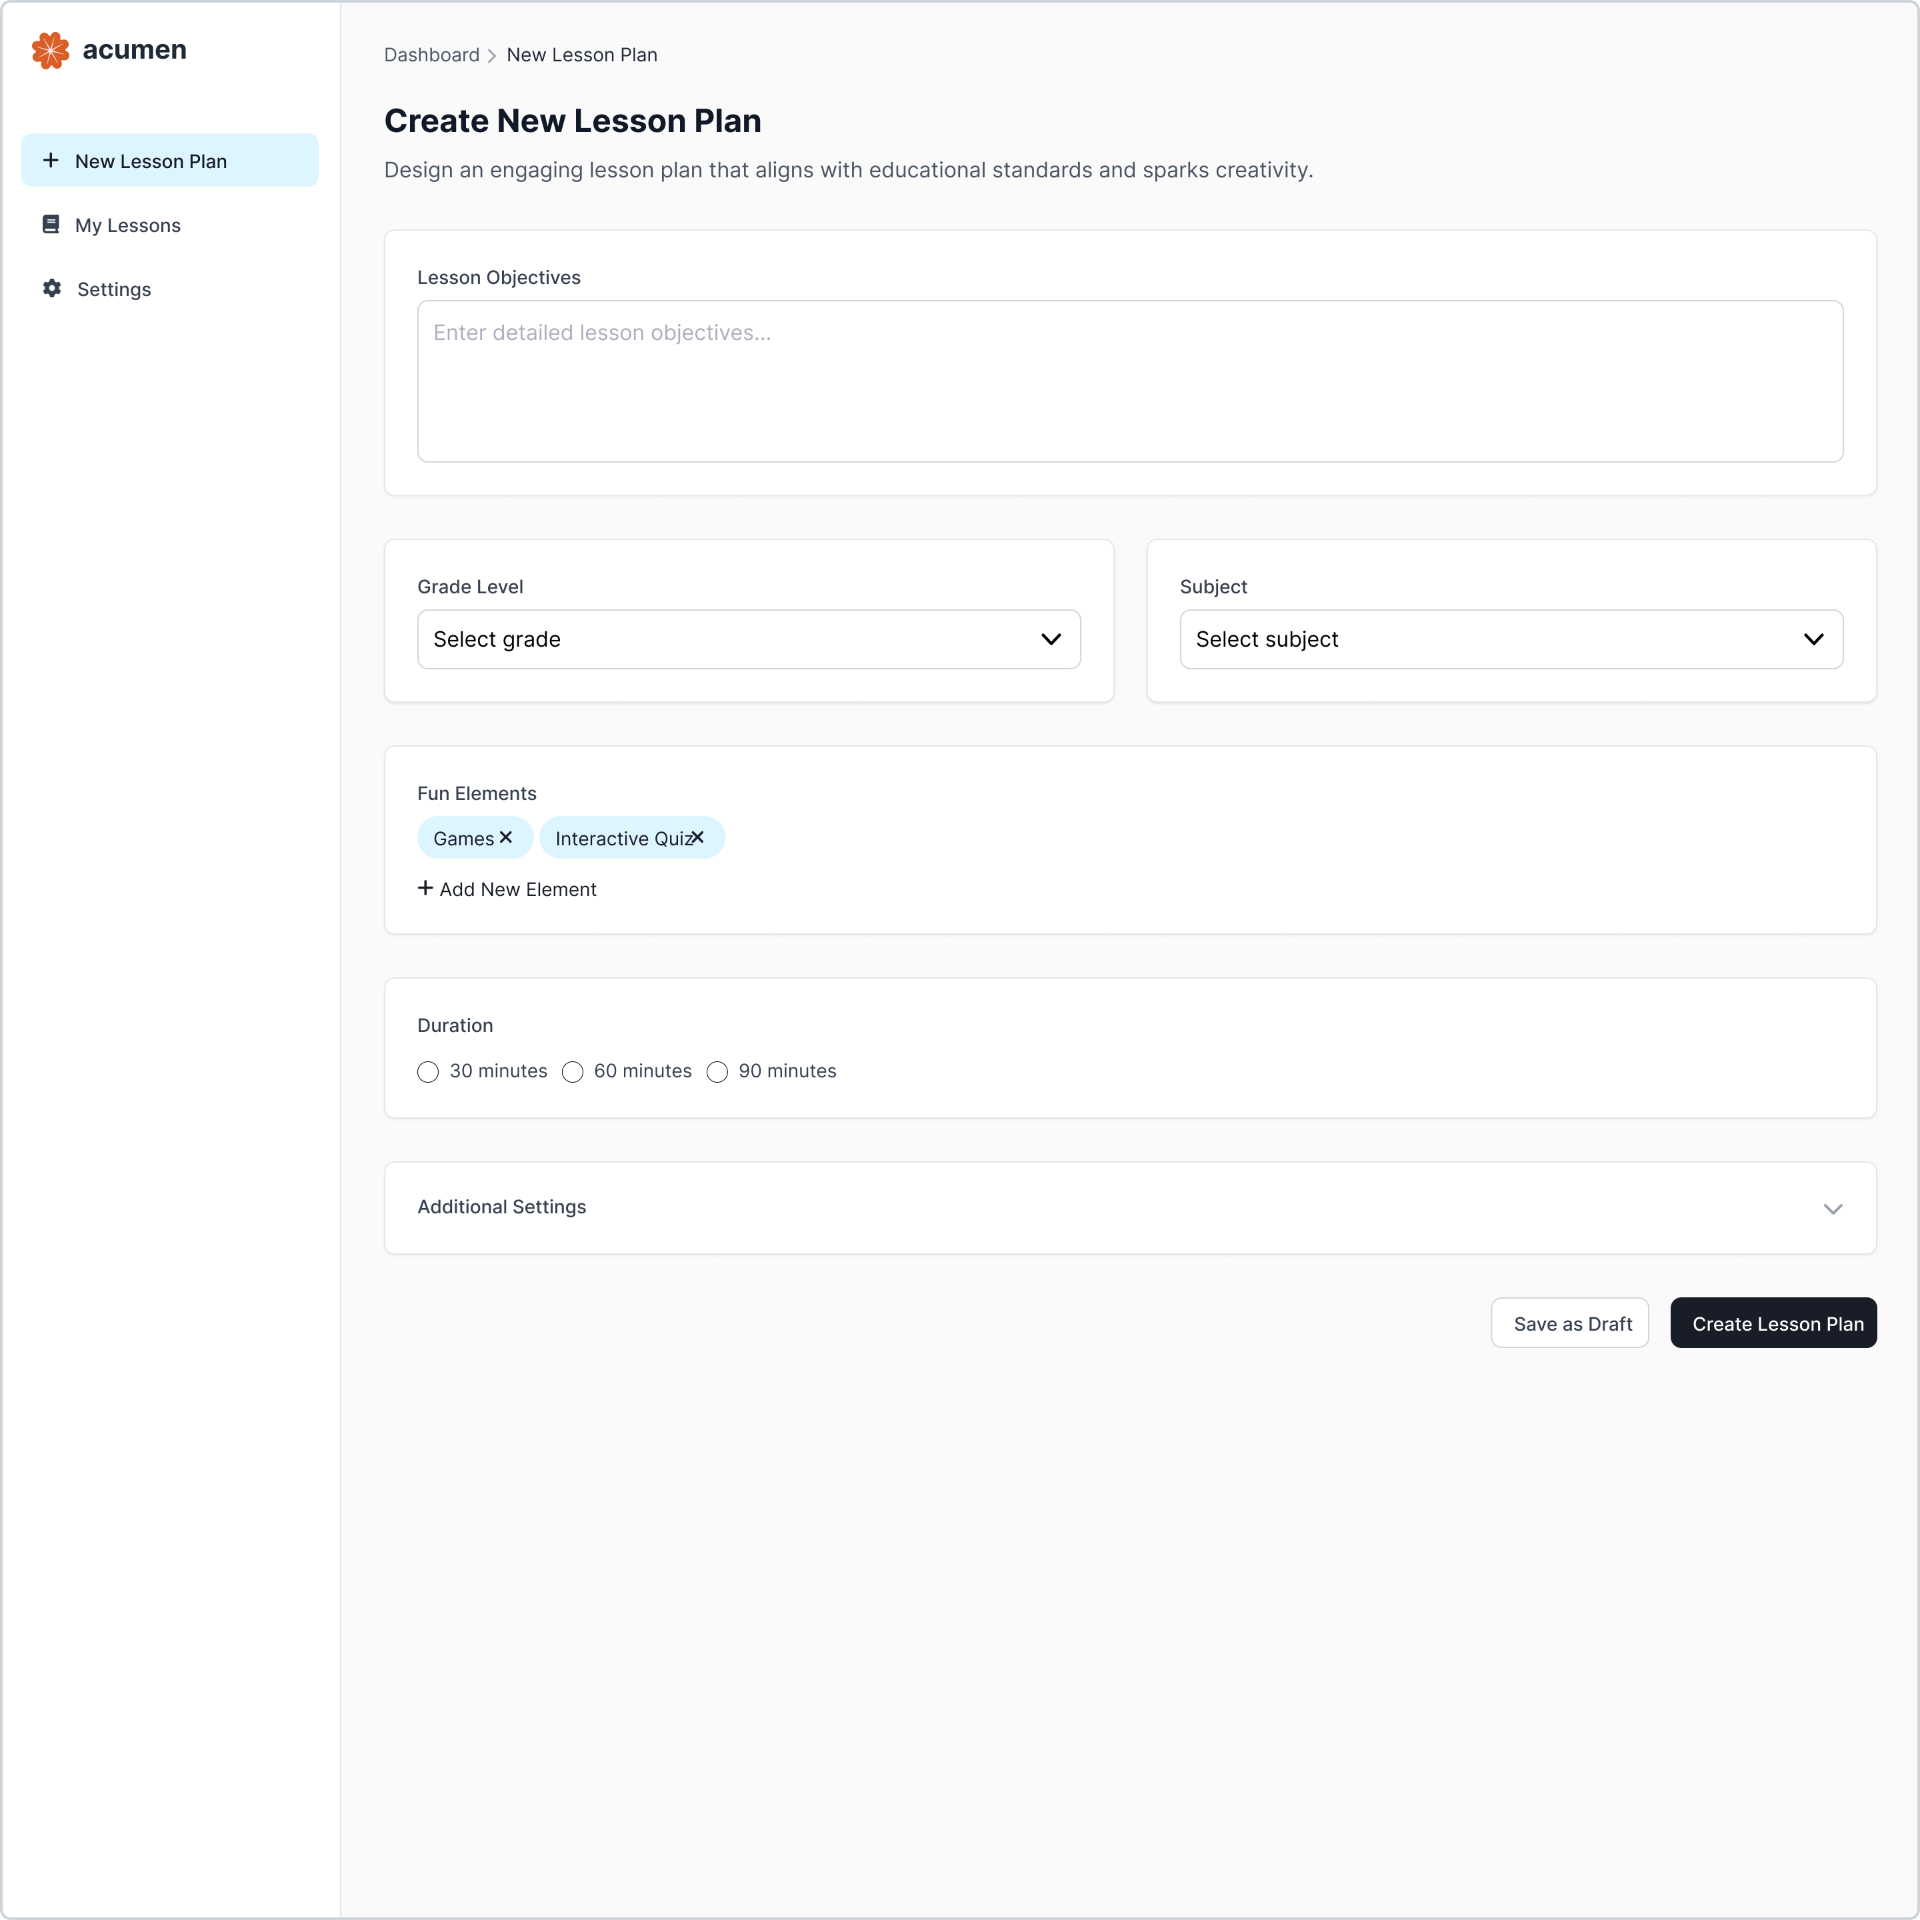 acumen
New Lesson Plan
My Lessons
Settings
Dashboard New Lesson Plan
Create New Lesson Plan
Design an engaging lesson plan that aligns with educational standards and sparks creativity.
Lesson Objectives
Enter detailed lesson objectives...
Grade Level
Select grade
Subject
Select subject
Fun Elements
Games Interactive Quiz
Add New Element
Duration
30 minutes 60 minutes 90 minutes
Additional Settings
Save as Draft Create Lesson Plan